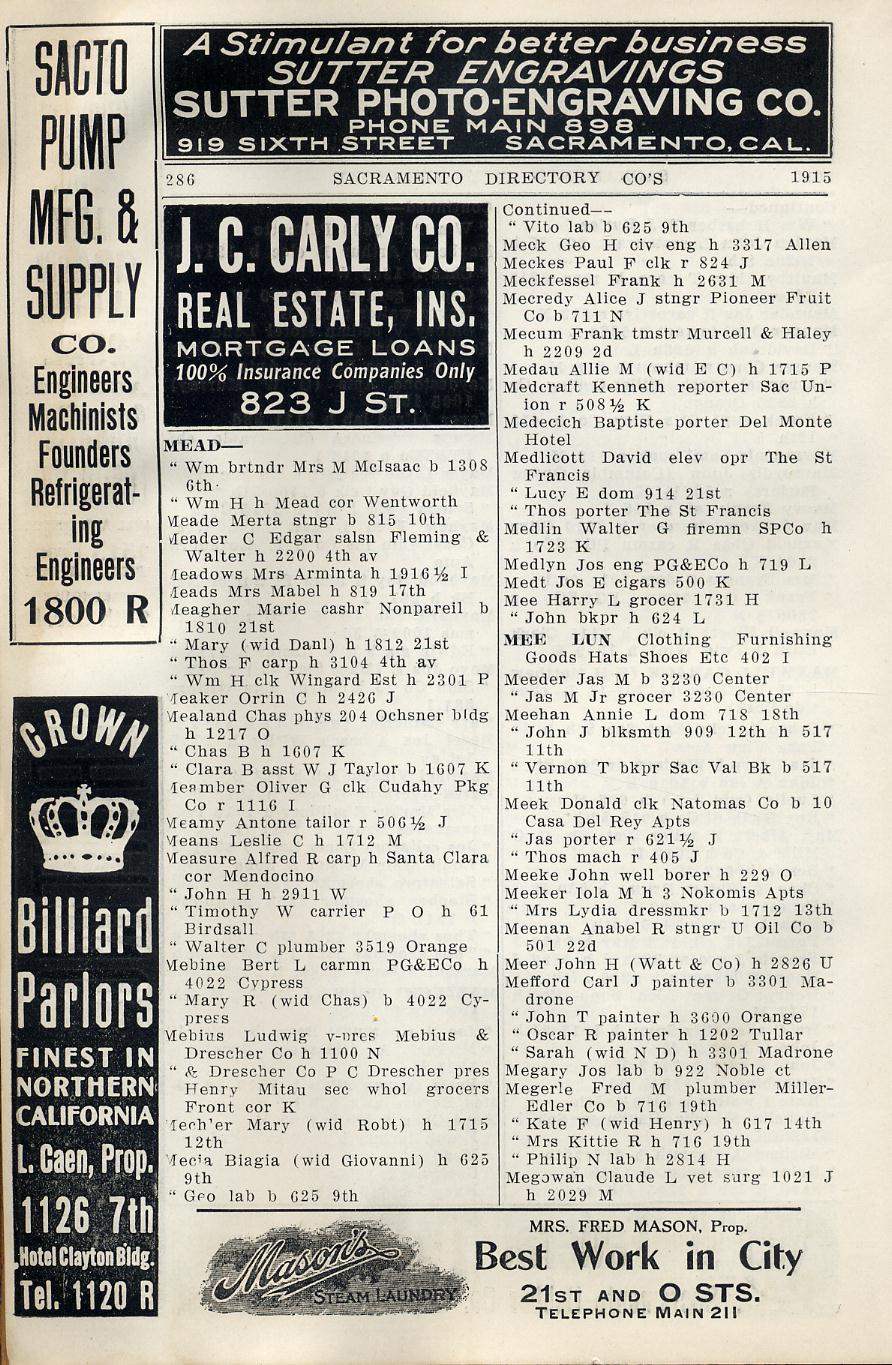 SACTO
PUMP
MFG. &
SUPPLY
CO.
Engineers
Machinists
Founders
Refrigerat-
ing
Engineers
1800 R
CROWN
Billiard
Parlors
FINEST IN
NORTHERN
CALIFORNIA
L. Caen, Prop.
1126 7th
Hotel Clayton Bldg.
Tel. 1120 R
A Stimulant for better business
SUTTER ENGRAVINGS
SUTTER PHOTO-ENGRAVING CO.
PHONE MAIN 898
919 SIXTH STREET SACRAMENTO, CAL.
286 SACRAMENTO DIRECTORY CO'S 1915
J. C. CARLY CO.
REAL ESTATE, INS.
MORTGAGE LOANS
100% Insurance Companies Only
823 J ST.
MEAD—
“ Wm brtndr Mrs M McIsaac b 1308
6th
“ Wm H h Mead cor Wentworth
Meade Merta stngr b 815 10th
Meader C Edgar salsn Fleming &
Walter h 2200 4th av
Meadows Mrs Arminta h 1916½ I
Meads Mrs Mabel h 819 17th
Meagher Marie cashr Nonpareil b
1810 21st
“ Mary (wid Danl) h 1812 21st
“ Thos F carp h 3104 4th av
“ Wm H clk Wingard Est h 2301 P
Meaker Orrin C h 2426 J
Mealand Chas phys 204 Ochsner bldg
h 1217 O
“ Chas B h 1607 K
“ Clara B asst W J Taylor b 1607 K
Meamber Oliver G clk Cudahy Pkg
Co r 1116 I
Meamy Antone tailor r 506½ J
Means Leslie C h 1712 M
Measure Alfred R carp h Santa Clara
cor Mendocino
“ John H h 2911 W
“ Timothy W carrier P O h 61
Birdsall
“ Walter C plumber 3519 Orange
Mebine Bert L carmn PG&ECo h
4022 Cypress
“ Mary R (wid Chas) b 4022 Cy-
press
Mebius Ludwig v-pres Mebius &
Drescher Co h 1100 N
“ & Drescher Co P C Drescher pres
Henry Mitau sec whol grocers
Front cor K
Mechler Mary (wid Robt) h 1715
12th
Mecia Biagia (wid Giovanni) h 625
9th
“ Geo lab b 625 9th
Continued--
“ Vito lab b 625 9th
Meck Geo H civ eng h 3317 Allen
Meckes Paul F clk r 824 J
Meckfessel Frank h 2631 M
Mecredy Alice J stngr Pioneer Fruit
Co b 711 N
Mecum Frank tmstr Murcell & Haley
h 2209 2d
Medau Allie M (wid E C) h 1715 P
Medcraft Kenneth reporter Sac Un-
ion r 508½ K
Medecich Baptiste porter Del Monte
Hotel
Medlicott David elev opr The St
Francis
“ Lucy E dom 914 21st
“ Thos porter The St Francis
Medlin Walter G firemn SPCo h
1723 K
Medlyn Jos eng PG&ECo h 719 L
Medt Jos E cigars 500 K
Mee Harry L grocer 1731 H
“ John bkpr h 624 L
MEE LUN Clothing Furnishing
Goods Hats Shoes Etc 402 I
Meeder Jas M b 3230 Center
“ Jas M Jr grocer 3230 Center
Meehan Annie L dom 718 18th
“ John J blksmth 909 12th h 517
11th
“ Vernon T bkpr Sac Val Bk b 517
11th
Meek Donald clk Natomas Co b 10
Casa Del Rey Apts
“ Jas porter r 621½ J
“ Thos mach r 405 J
Meeke John well borer h 229 O
Meeker Iola M h 3 Nokomis Apts
“ Mrs Lydia dressmkr b 1712 13th
Meenan Anabel R stngr U Oil Co b
501 22d
Meer John H (Watt & Co) h 2826 U
Mefford Carl J painter b 3301 Ma-
drone
“ John T painter h 3600 Orange
“ Oscar R painter h 1202 Tullar
“ Sarah (wid N D) h 3301 Madrone
Megary Jos lab b 922 Noble ct
Megerle Fred M plumber Miller-
Edler Co b 716 19th
“ Kate F (wid Henry) h 617 14th
“ Mrs Kittie R h 716 19th
“ Philip N lab h 2814 H
Megowan Claude L vet surg 1021 J
h 2029 M
Mason's
STEAM LAUNDRY
MRS. FRED MASON, Prop.
Best Work in City
21ST AND O STS.
TELEPHONE MAIN 211